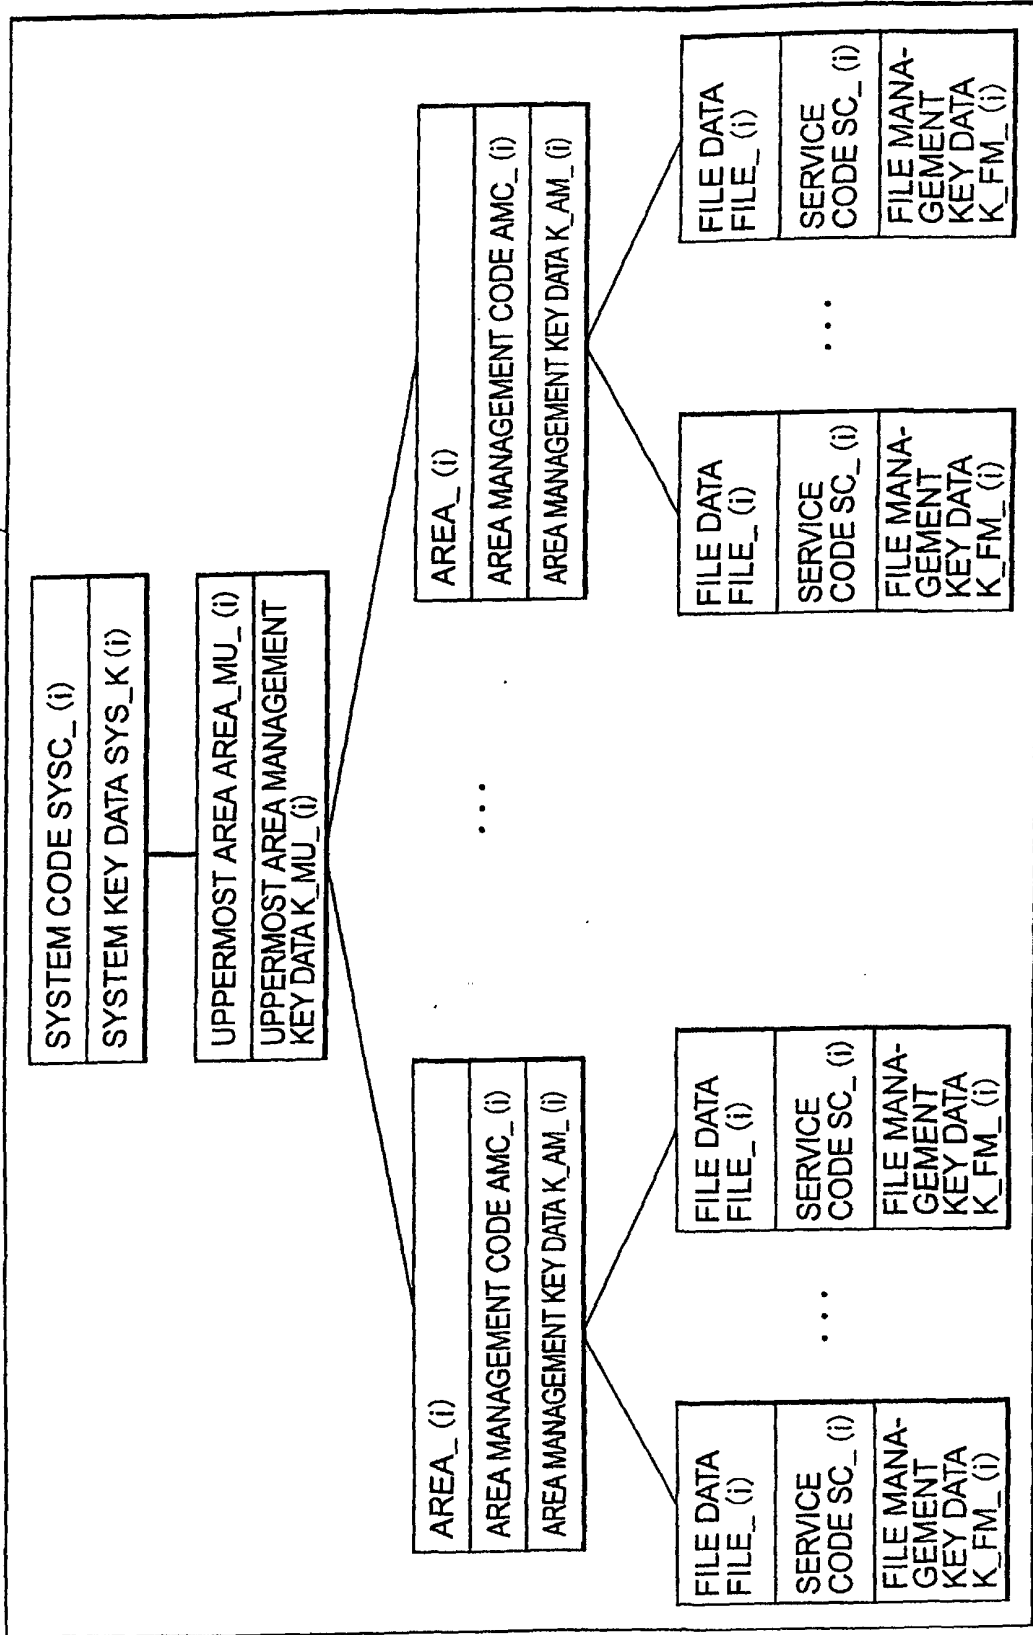 SYSTEM CODE SYSC_ (i)
SYSTEM KEY DATA SYS_K (i)
UPPERMOST AREA AREA_MU_ (i)
UPPERMOST AREA MANAGEMENT
KEY DATA K_MU_ (i)
AREA_ (i)
AREA MANAGEMENT CODE AMC_ (i)
AREA MANAGEMENT KEY DATA K_AM_ (i)
...
AREA_ (i)
AREA MANAGEMENT CODE AMC_ (i)
AREA MANAGEMENT KEY DATA K_AM_ (i)
FILE DATA
FILE_ (i)
SERVICE
CODE SC_ (i)
FILE MANA-
GEMENT
KEY DATA
K_FM_ (i)
...
FILE DATA
FILE_ (i)
SERVICE
CODE SC_ (i)
FILE MANA-
GEMENT
KEY DATA
K_FM_ (i)
FILE DATA
FILE_ (i)
SERVICE
CODE SC_ (i)
FILE MANA-
GEMENT
KEY DATA
K_FM_ (i)
...
FILE DATA
FILE_ (i)
SERVICE
CODE SC_ (i)
FILE MANA-
GEMENT
KEY DATA
K_FM_ (i)